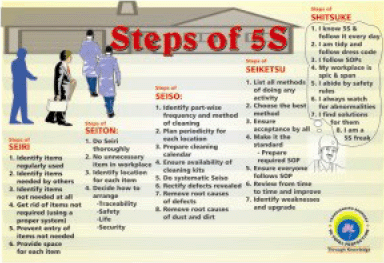 Steps of 5S
Steps of
SEIRI
1. Identify items
regularly used
2. Identify items
needed by others
3. Identify items
not needed at all
4. Get rid of items not
required (using a
proper system)
5. Prevent entry of
items not needed
6. Provide space
for each item
Steps of
SEITON:
1. Do Seiri
thoroughly
2. No unnecessary
item in workplace
3. Identify location
for each item
4. Decide how to
arrange
-Traceability
-Safety
-Life
-Security
Steps of
SEISO:
1. Identify part-wise
frequency and method
of cleaning
2. Plan periodicity for
each location
3. Prepare cleaning
calendar
4. Ensure availability of
cleaning kits
5. Do systematic Seiso
6. Rectify defects revealed
7. Remove root causes
of defects
8. Remove root causes
of dust and dirt
Steps of
SEIKETSU
1. List all methods
of doing any
activity
2. Choose the best
method
3. Ensure
acceptance by all
4. Make it the
standard
- Prepare
required SOP
5. Ensure everyone
follows SOP
6. Review from time
to time and improve
7. Identify weaknesses
and upgrade
Steps of
SHITSUKE
1. I know 5S &
follow it every day
2. I am tidy and
follow dress code
3. I follow SOPs
4. My workplace is
spic & span
5. I abide by safety
rules
6. I always watch
for abnormalities
7. I find solutions
for them
8. I am a
5S freak
Through Knowledge